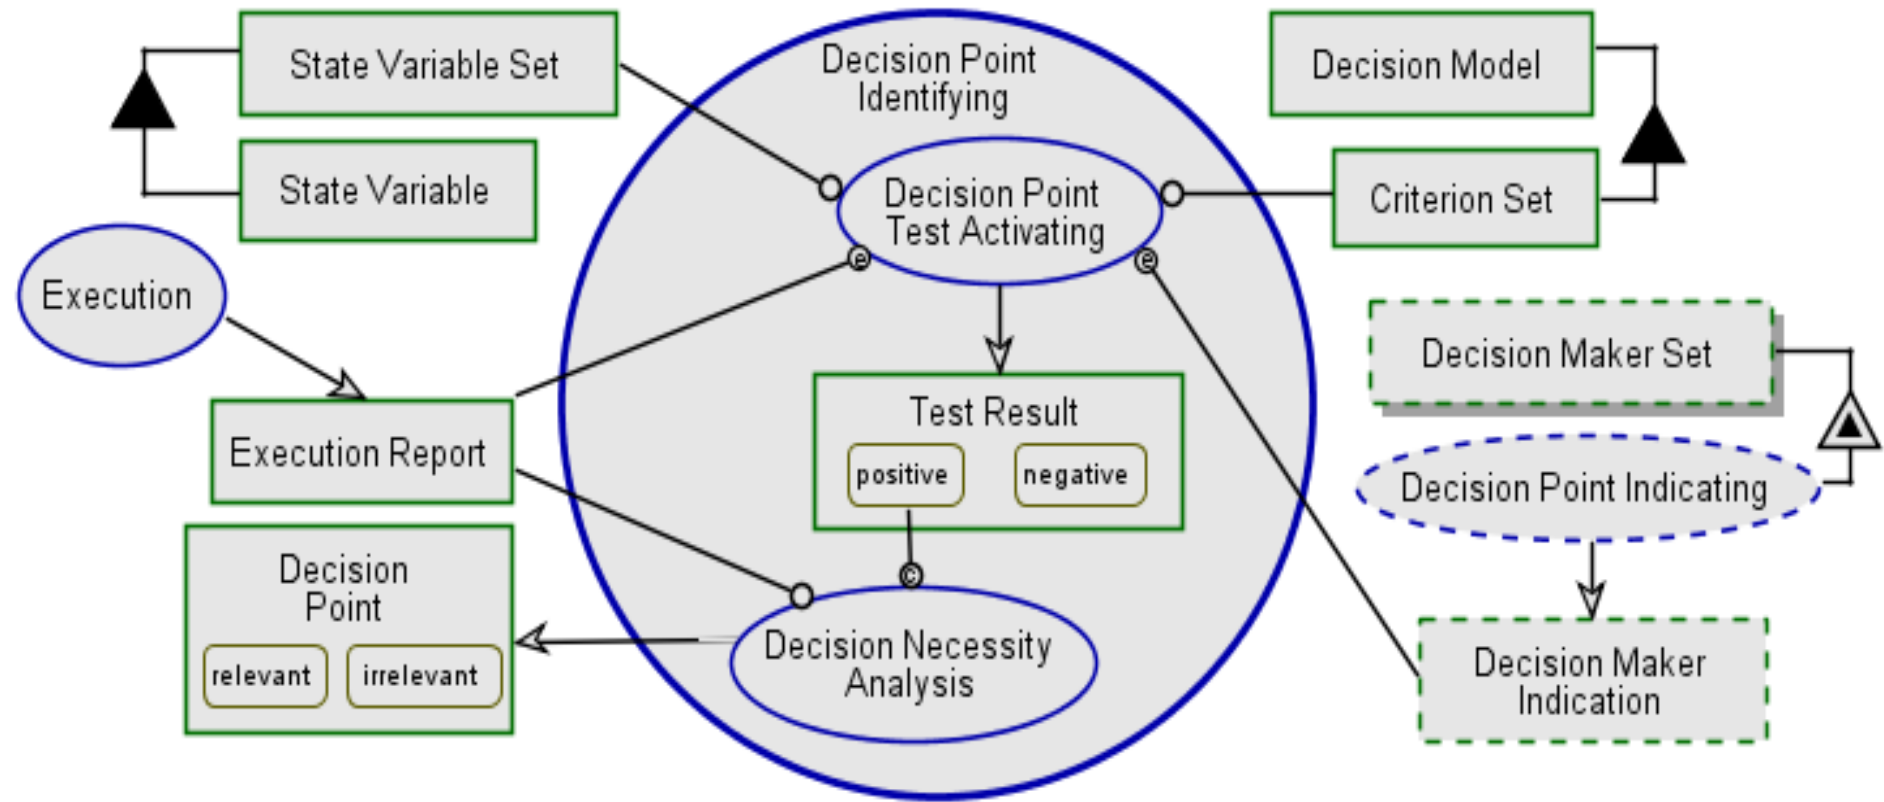 State Variable Set
Decision Point
Identifying
Decision Model
State Variable
Decision Point
Test Activating
Criterion Set
e
e
Execution
Decision Maker Set
Test Result
positive
negative
Execution Report
Decision Point Indicating
c
Decision
Point
relevant
irrelevant
Decision Necessity
Analysis
Decision Maker
Indication